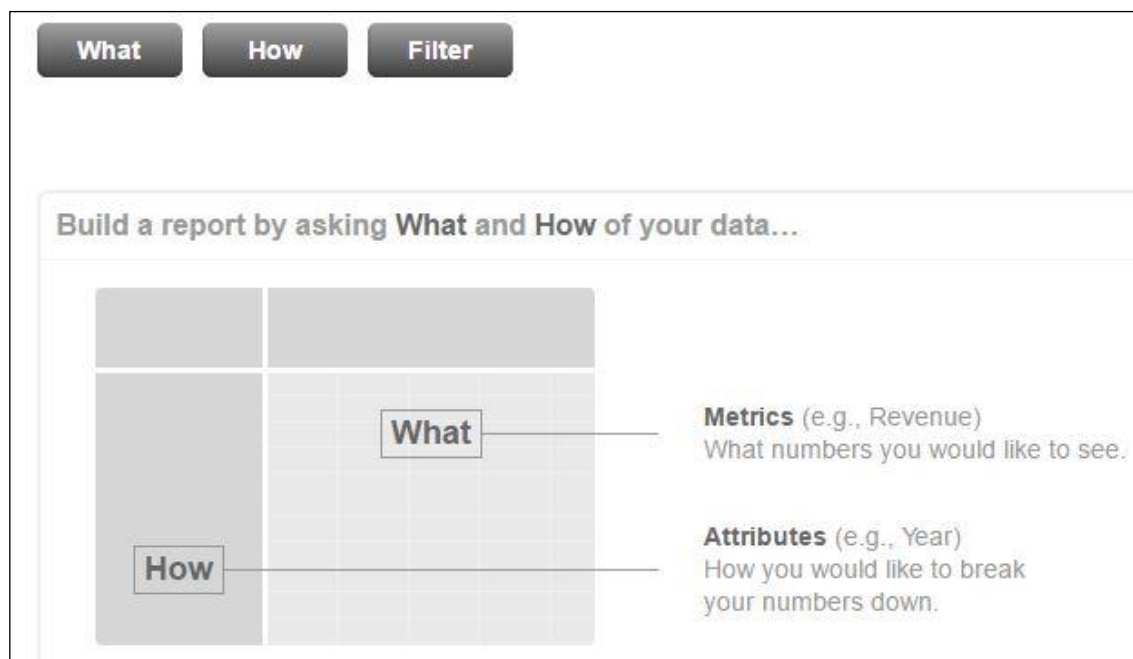 What How Filter
Build a report by asking What and How of your data...
What
Metrics (e.g., Revenue)
What numbers you would like to see.
How
Attributes (e.g., Year)
How you would like to break
your numbers down.